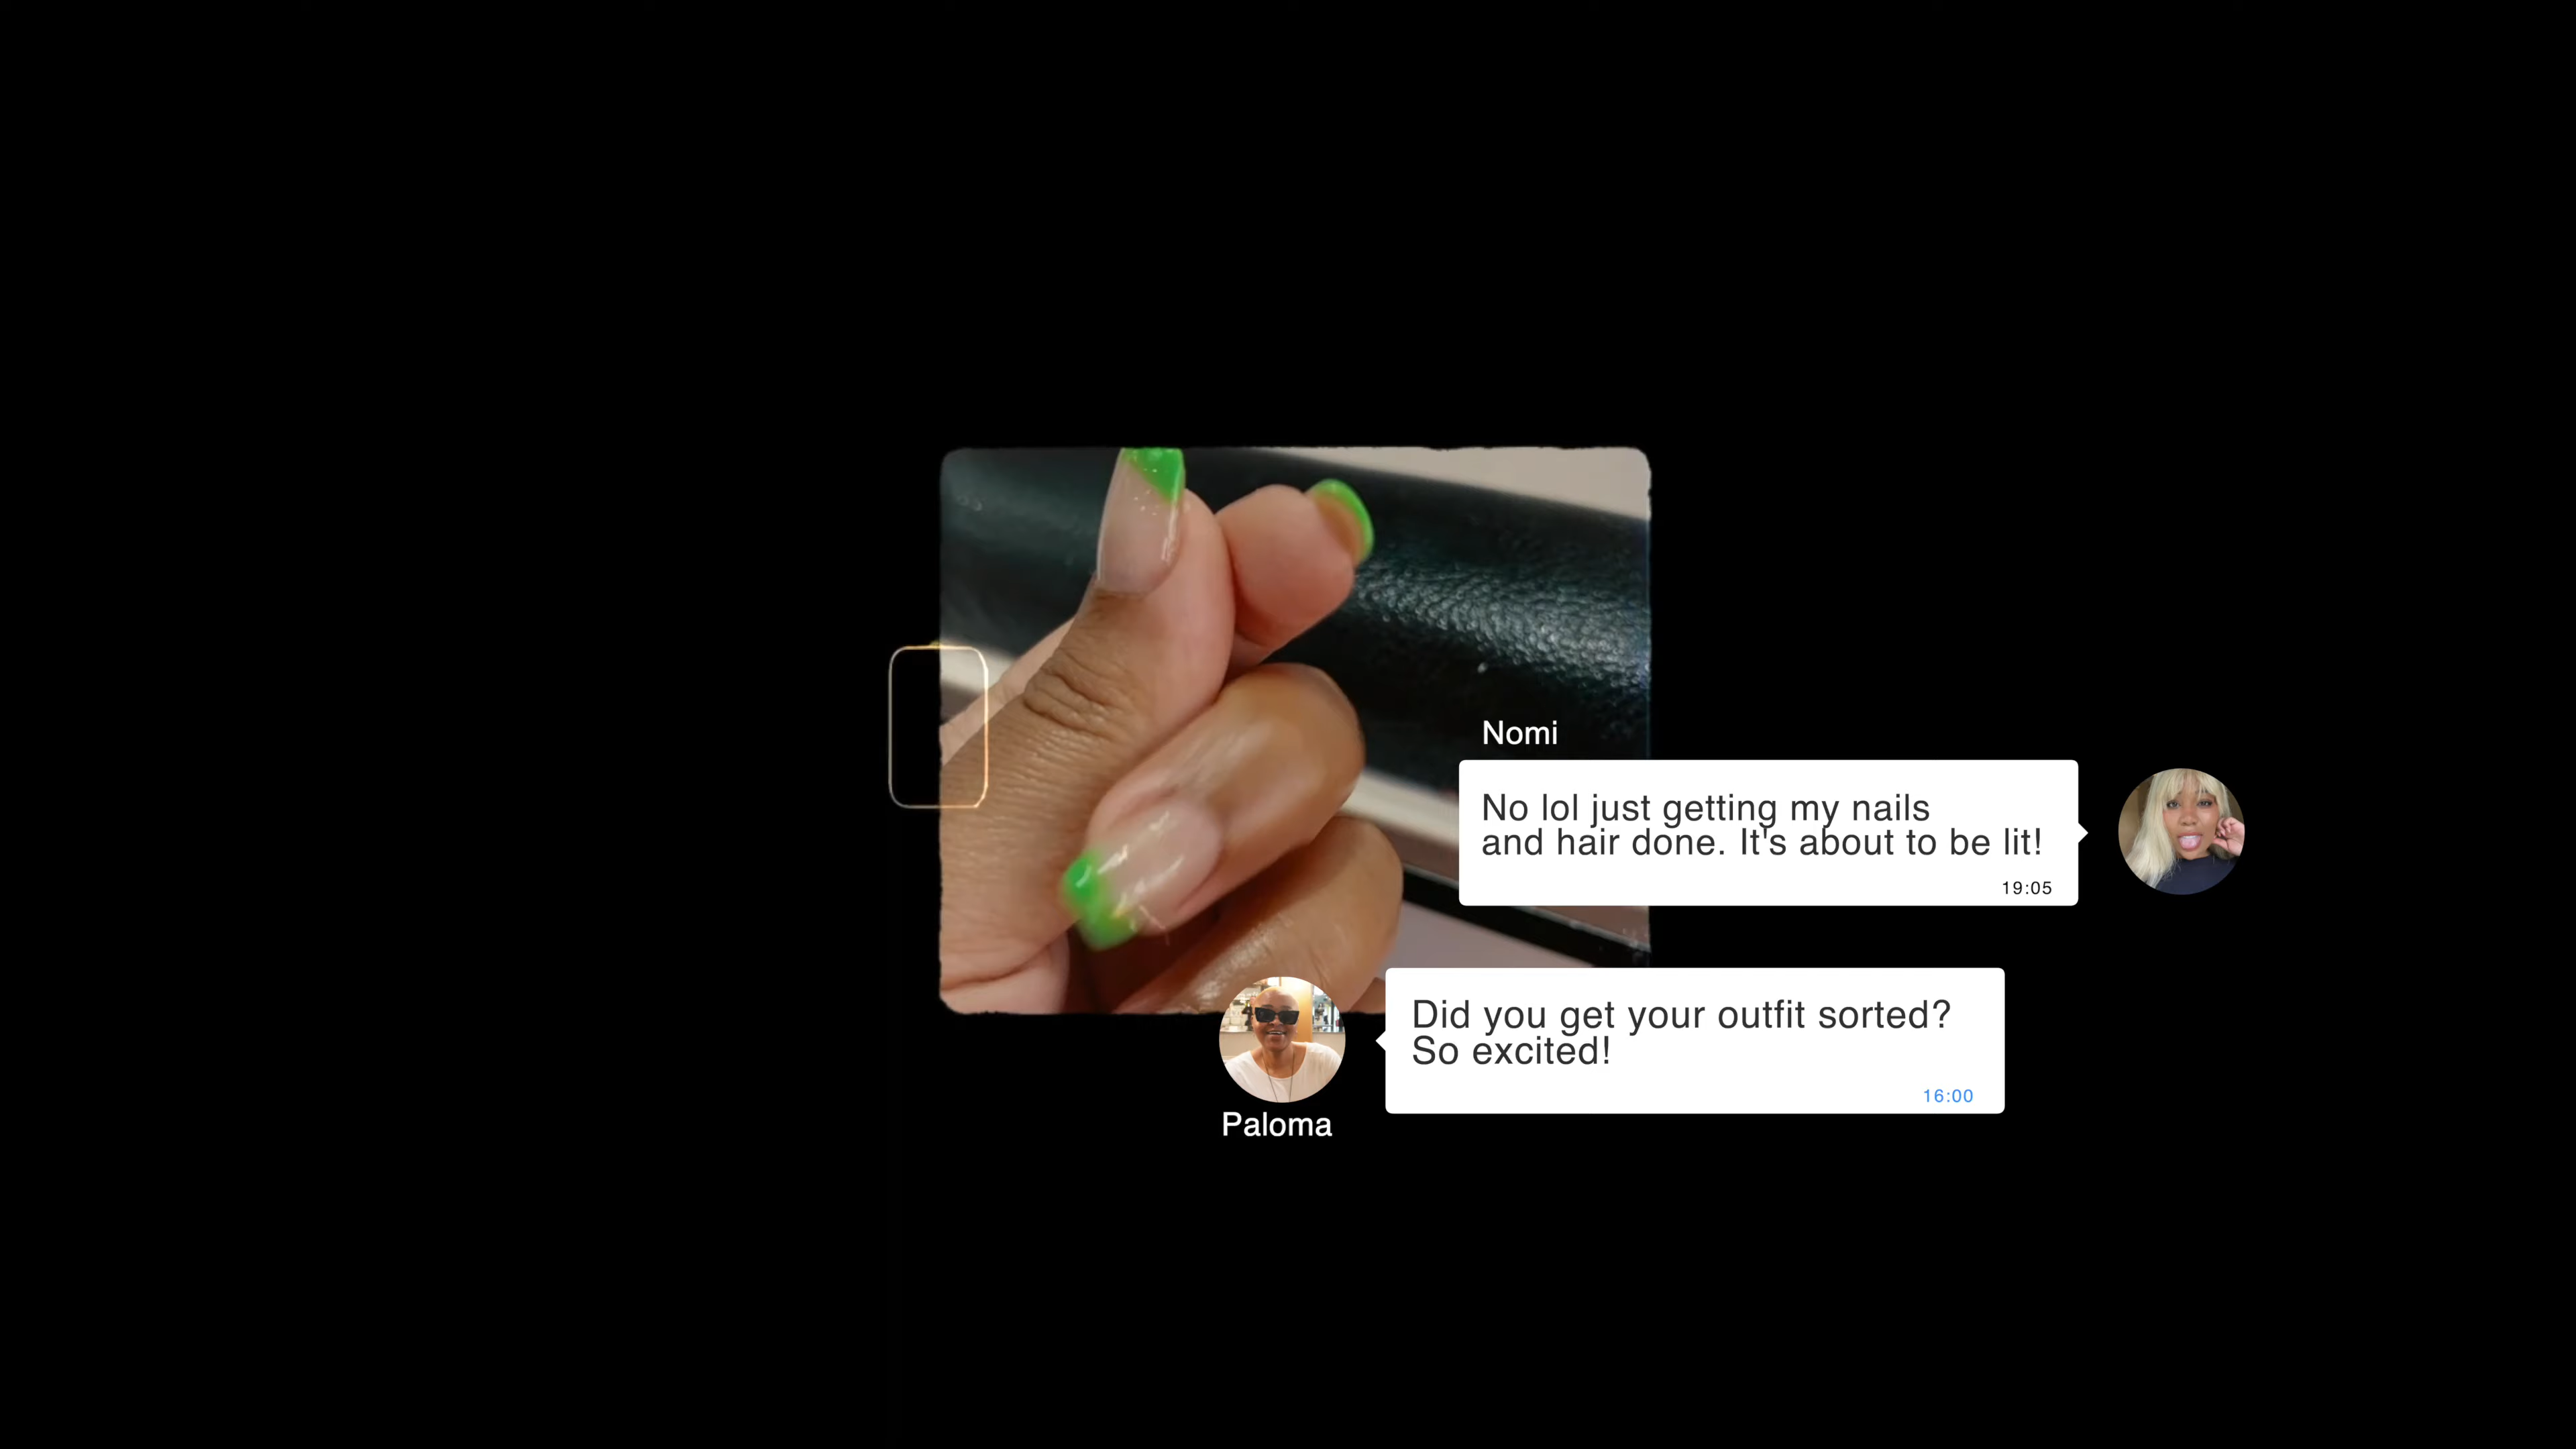 Nomi
No lol just getting my nails
and hair done. It's about to be lit!
19:05
Did you get your outfit sorted?
So excited!
16:00
Paloma